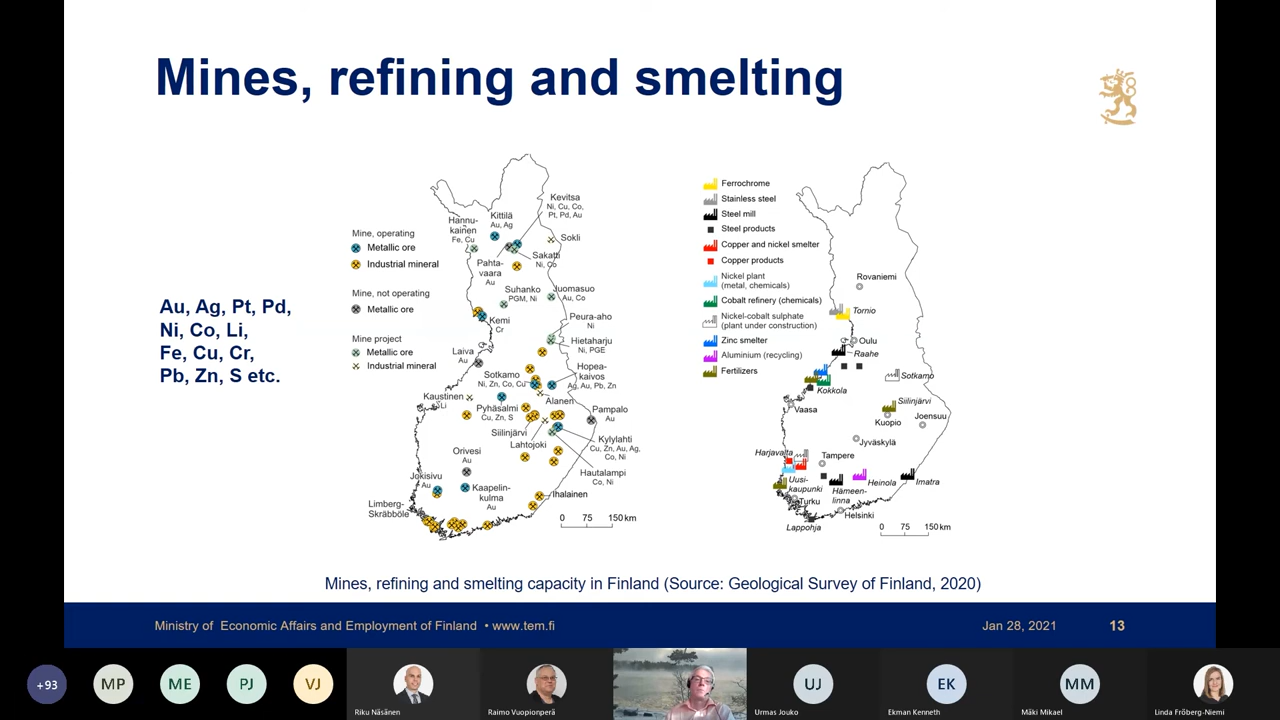 Mines, refining and smelting
Au, Ag, Pt, Pd,
Ni, Co, Li,
Fe, Cu, Cr,
Pb, Zn, S etc.
Mine, operating
Metallic ore
Industrial mineral
Mine, not operating
Metallic ore
Mine project
Metallic ore
Industrial mineral
Kevitsa
Ni, Cu, Co,
Pt, Pd, Au
Kittilä
Au, Ag
Hannu-
kainen
Fe, Cu
Sokli
Sakatti
Ni, Co
Pahta-
vaara
Au
Suhanko
PGM, Ni
Juomasuo
Au, Co
Peura-aho
Ni
Kemi
Cr
Hietaharju
Ni, PGE
Laiva
Au
Hopea-
kaivos
Ag, Au, Pb, Zn
Sotkamo
Ni, Zn, Co, Cu
Kaustinen
Li
Alanen
Pyhäsalmi
Cu, Zn, S
Pampalo
Au
Siilinjärvi
Lahtojoki
Kylylahti
Cu, Zn, Au, Ag,
Co, Ni
Orivesi
Au
Hautalampi
Co, Ni
Jokisivu
Au
Kaapelin-
kulma
Au
Ihalainen
Limberg-
Skräbböle
0 75 150 km
Ferrochrome
Stainless steel
Steel mill
Steel products
Copper and nickel smelter
Copper products
Nickel plant
(metal, chemicals)
Cobalt refinery (chemicals)
Nickel-cobalt sulphate
(plant under construction)
Zinc smelter
Aluminium (recycling)
Fertilizers
Rovaniemi
Tornio
Oulu
Raahe
Kokkola
Sotkamo
Vaasa
Siilinjärvi
Kuopio
Joensuu
Jyväskylä
Harjavalta
Tampere
Uusi-
kaupunki
Hämeen-
linna
Heinola
Imatra
Turku
Helsinki
Lappohja
0 75 150 km
Mines, refining and smelting capacity in Finland (Source: Geological Survey of Finland, 2020)
Ministry of Economic Affairs and Employment of Finland • www.tem.fi
Jan 28, 2021
13
+93
MP
ME
PJ
VJ
UJ
EK
MM
Riku Näsänen
Raimo Vuopionperä
Urmas Jouko
Ekman Kenneth
Mäki Mikael
Linda Fröberg-Niemi